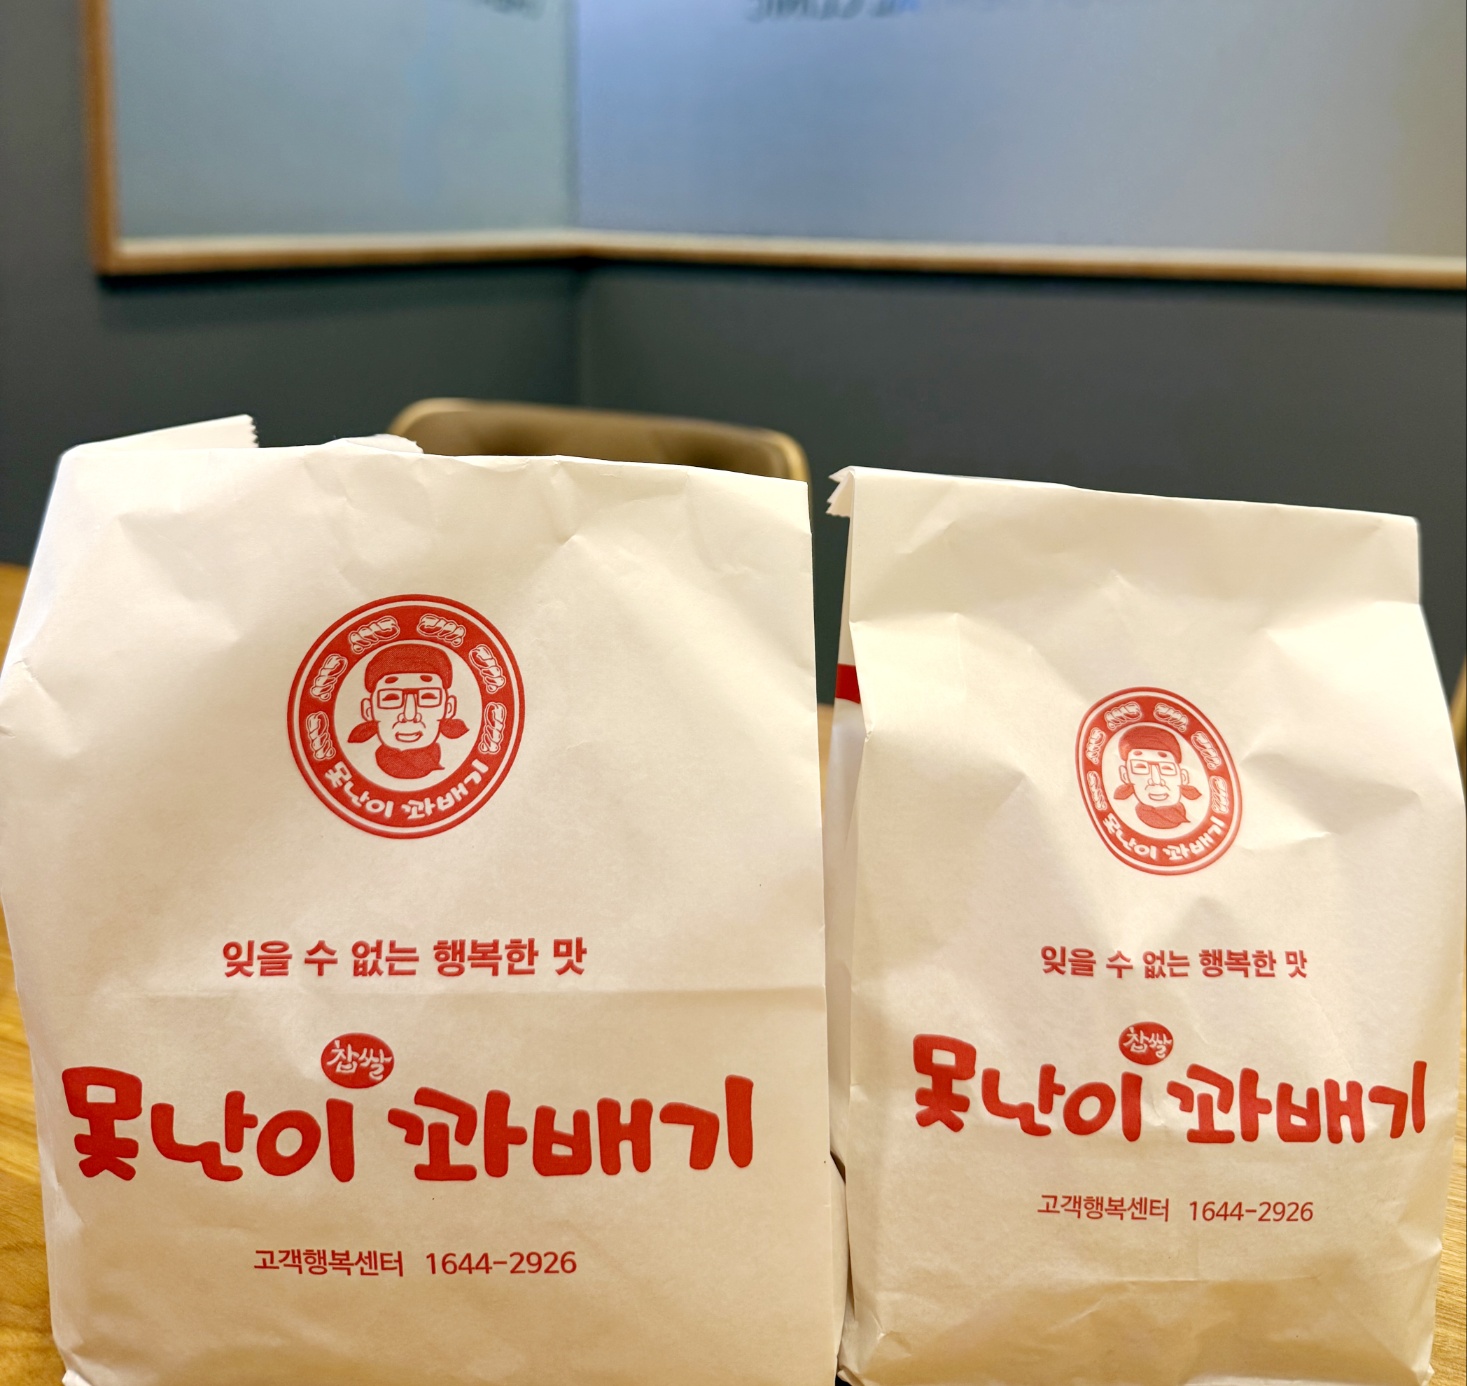 못난이 꽈배기
잊을 수 없는 행복한 맛
찹쌀
못난이 꽈배기
고객행복센터 1644-2926
못난이 꽈배기
잊을 수 없는 행복한 맛
찹쌀
못난이 꽈배기
고객행복센터 1644-2926